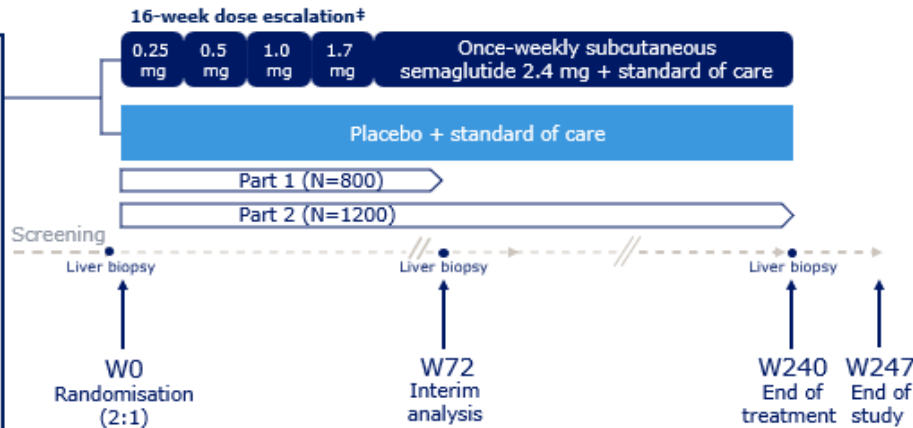 16-week dose escalation‡
0.25 mg
0.5 mg
1.0 mg
1.7 mg
Once-weekly subcutaneous
semaglutide 2.4 mg + standard of care
Placebo + standard of care
Part 1 (N=800)
Part 2 (N=1200)
Screening
Liver biopsy
Liver biopsy
Liver biopsy
W0
Randomisation
(2:1)
W72
Interim
analysis
W240
End of
treatment
W247
End of
study